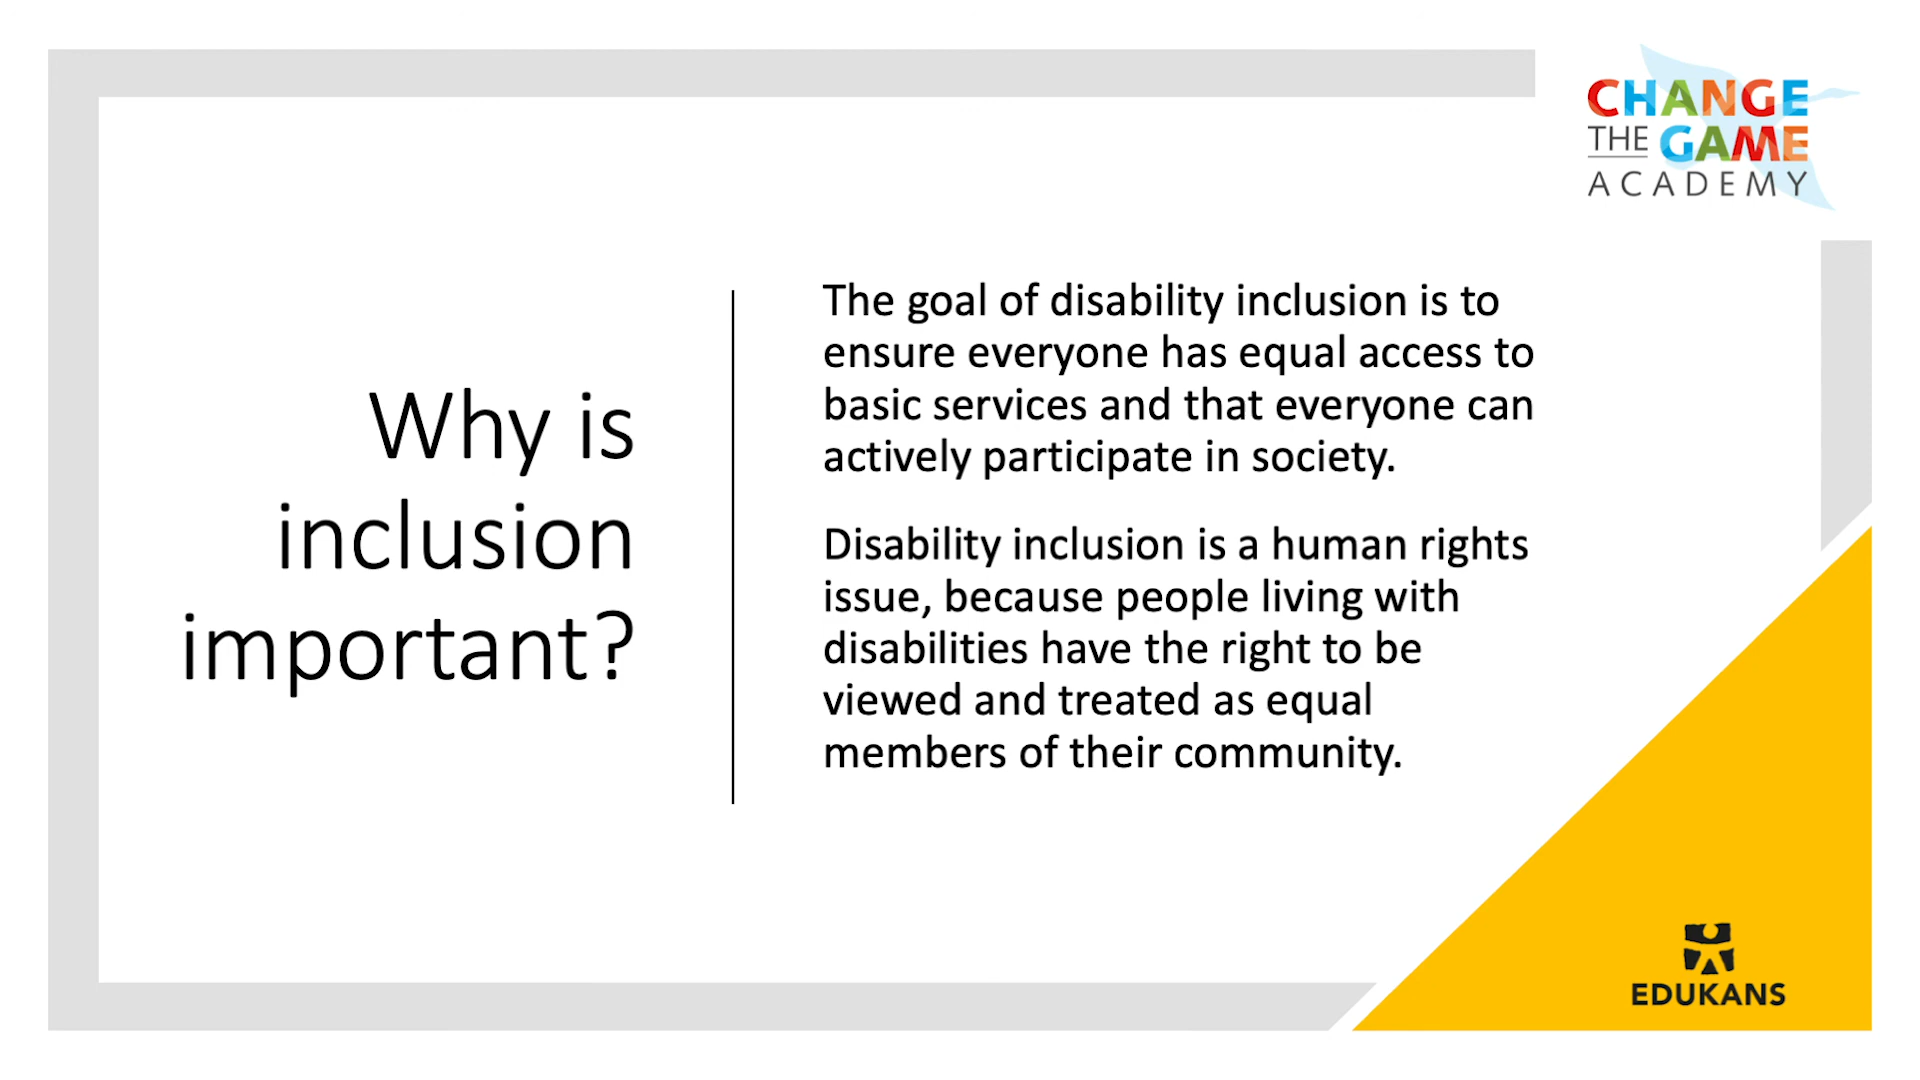 CHANGE
THE GAME
ACADEMY
Why is
inclusion
important?
The goal of disability inclusion is to
ensure everyone has equal access to
basic services and that everyone can
actively participate in society.
Disability inclusion is a human rights
issue, because people living with
disabilities have the right to be
viewed and treated as equal
members of their community.
EDUKANS